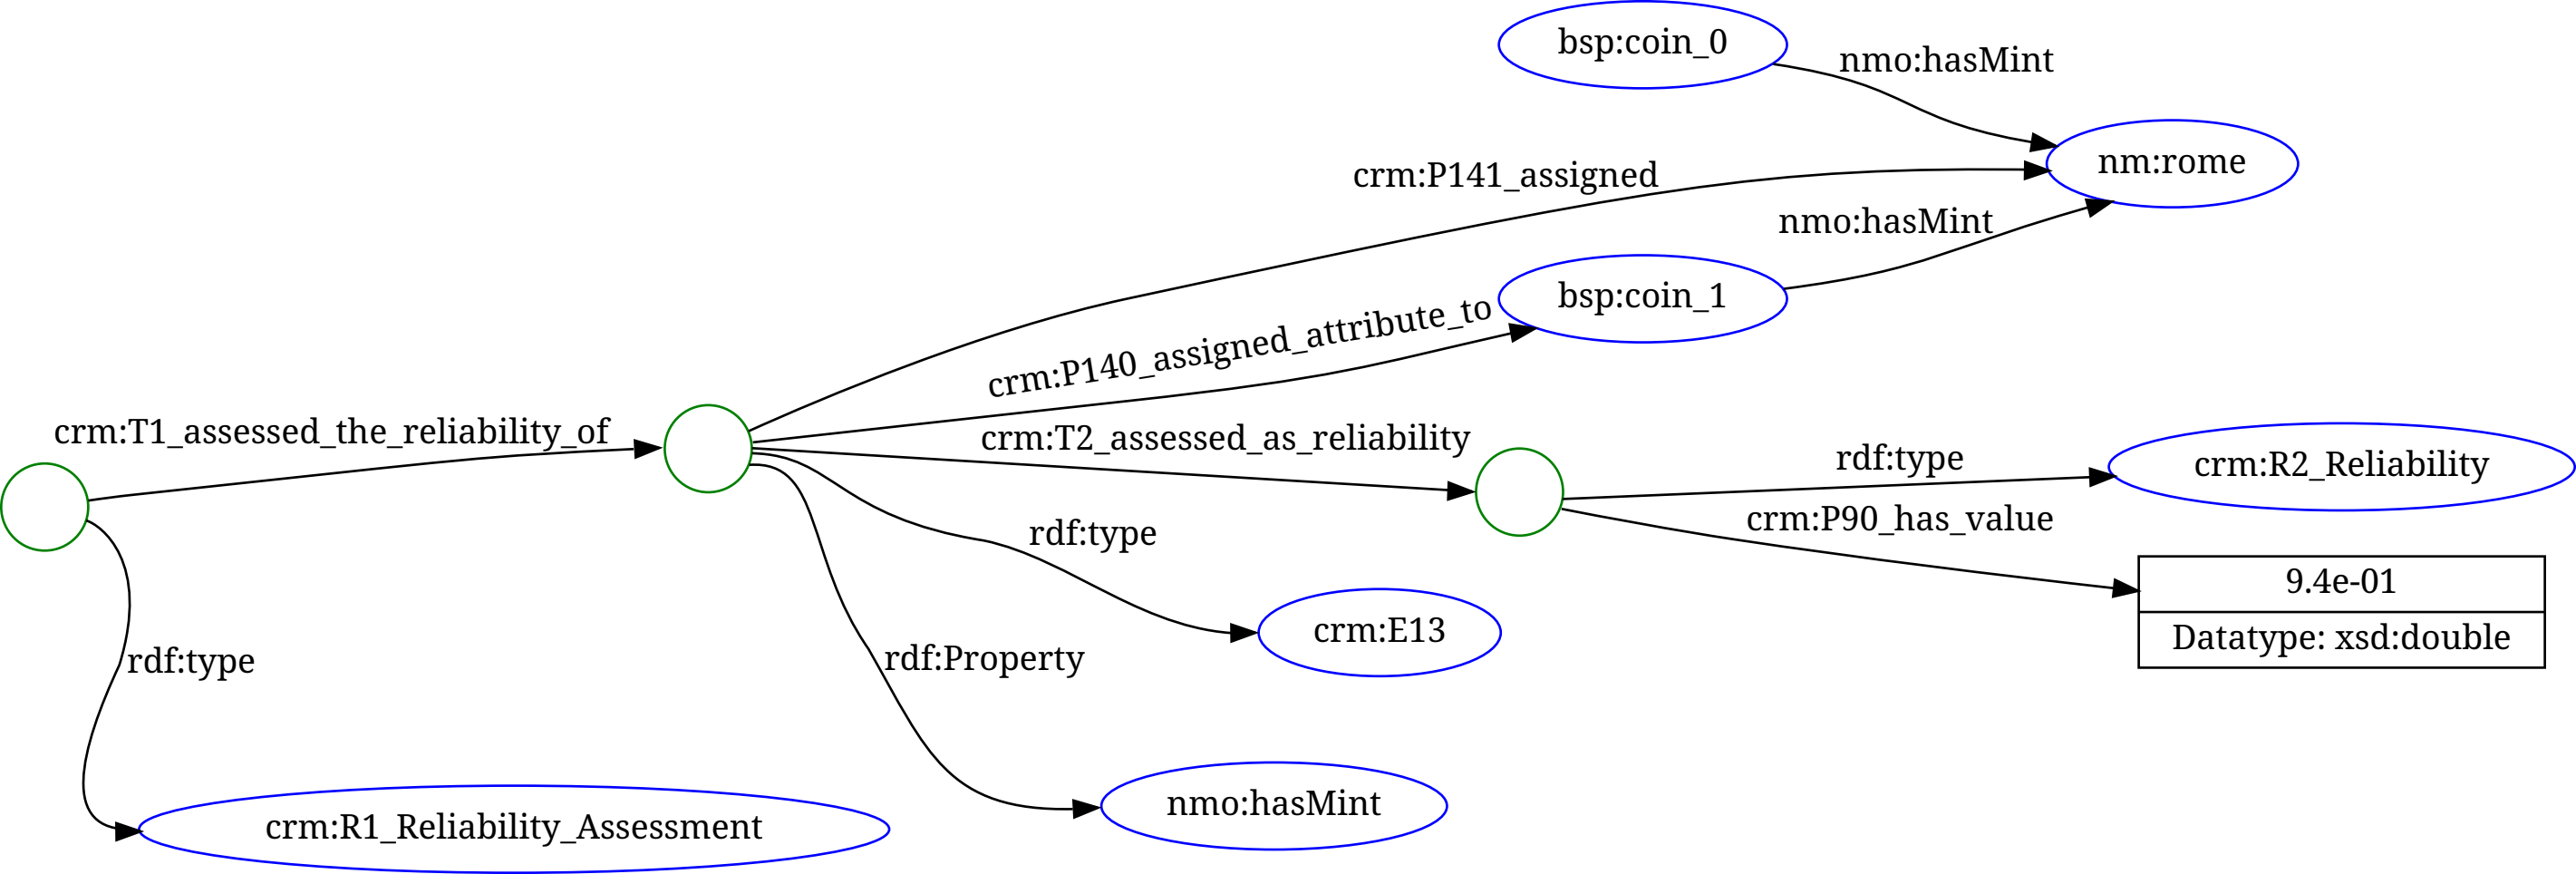 bsp:coin_0
nmo:hasMint
nm:rome
crm:P141_assigned
nmo:hasMint
bsp:coin_1
crm:P140_assigned_attribute_to
crm:T1_assessed_the_reliability_of
crm:T2_assessed_as_reliability
rdf:type
crm:R2_Reliability
crm:P90_has_value
rdf:type
9.4e-01
crm:E13
Datatype: xsd:double
rdf:type
rdf:Property
nmo:hasMint
crm:R1_Reliability_Assessment